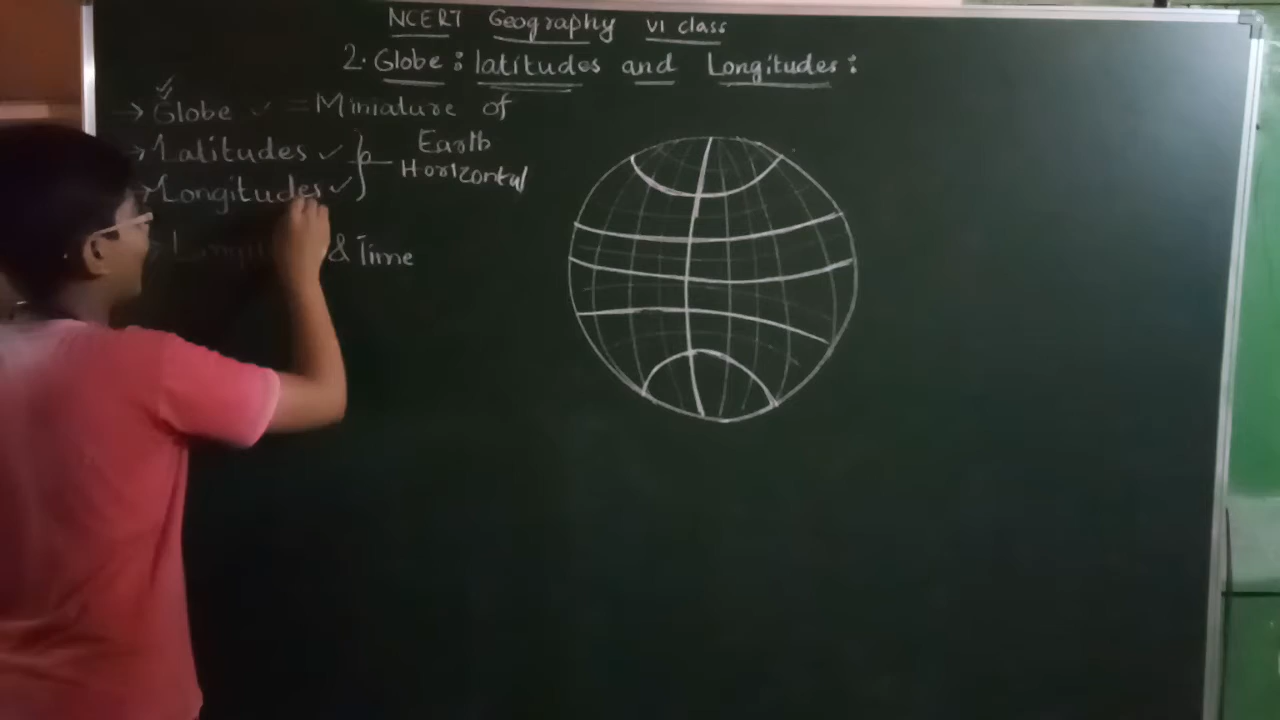 NCERT Geography VI class
2. Globe : latitudes and Longitudes :
→ Globe ✓ = Miniature of
→ Latitudes ✓ Earth
Horizontal
→ Longitudes ✓
& Time